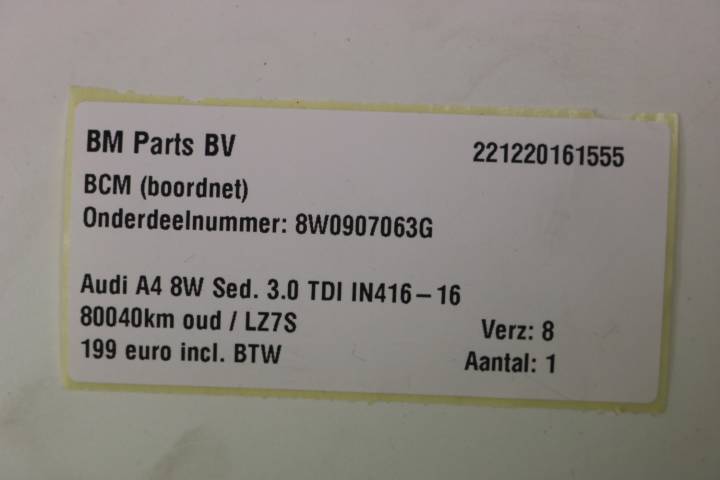 BM Parts BV 221220161555
BCM (boordnet)
Onderdeelnummer: 8W0907063G
Audi A4 8W Sed. 3.0 TDI IN416-16
80040km oud / LZ7S Verz: 8
199 euro incl. BTW Aantal: 1